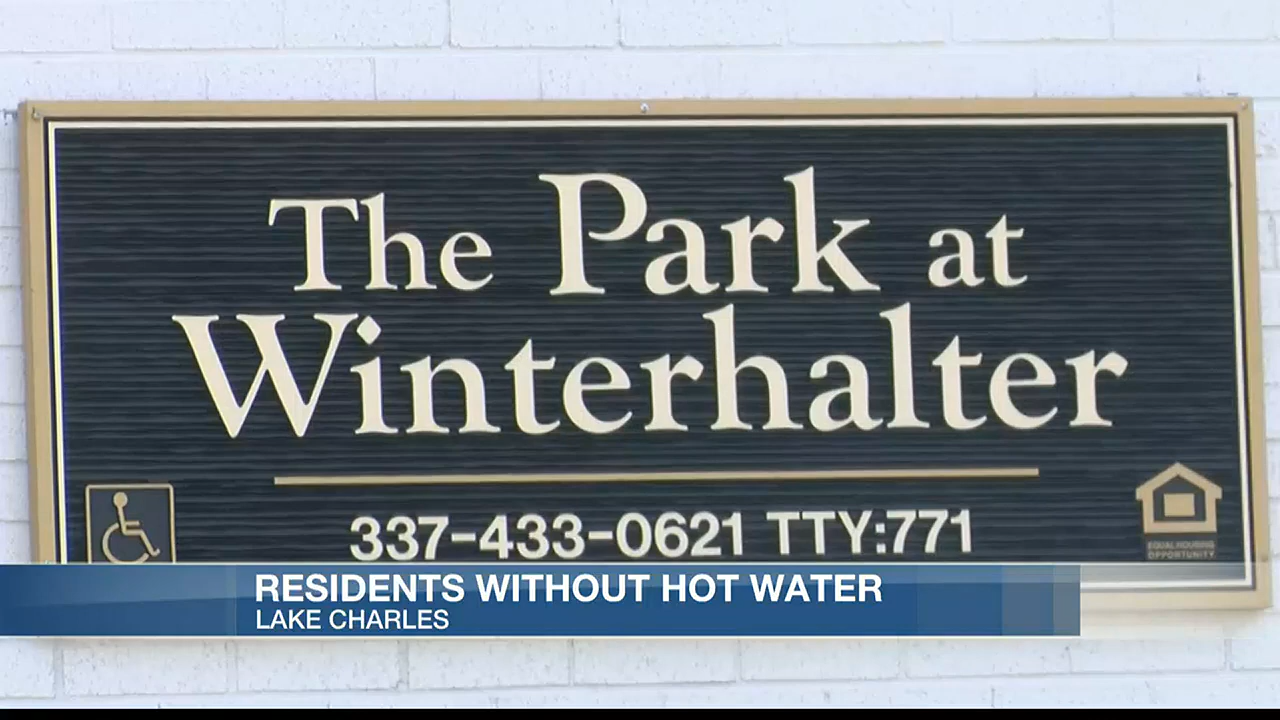 The Park at
Winterhalter
337-433-0621 TTY:771
EQUAL HOUSING
OPPORTUNITY
RESIDENTS WITHOUT HOT WATER
LAKE CHARLES